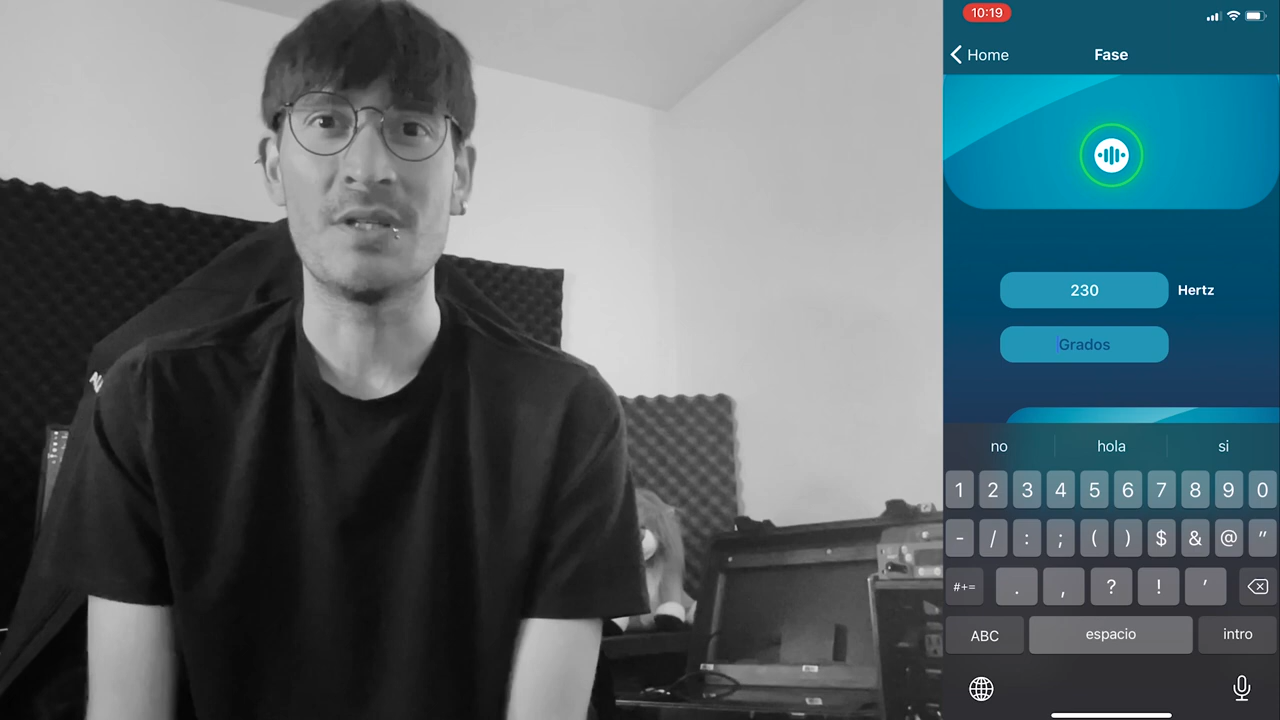 10:19
Home
Fase
230
Hertz
Grados
no
hola
si
1 2 3 4 5 6 7 8 9 0
- / : ; ( ) $ & @ "
#+= . , ? ! '
ABC espacio intro